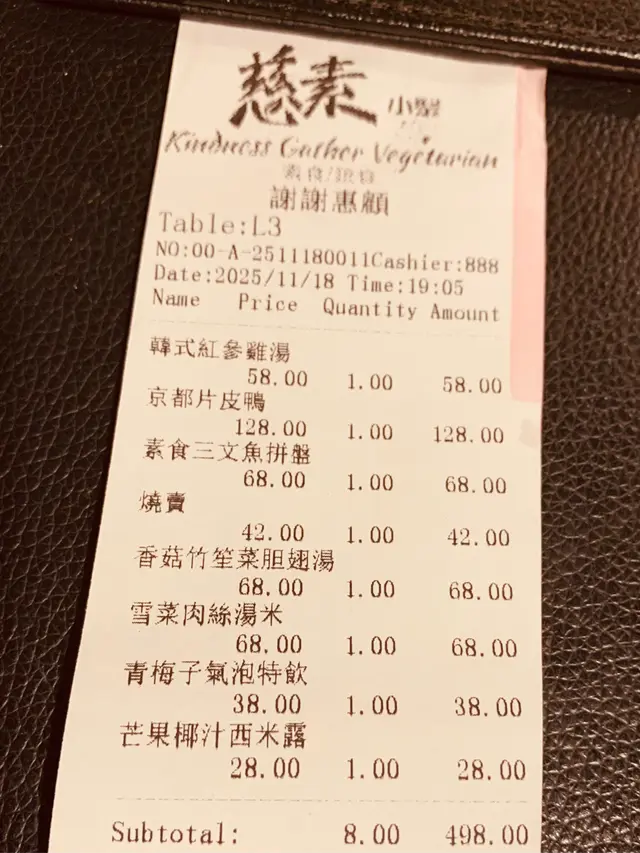 慈素 小聚
Kindness Gather Vegetarian
謝謝惠顧
Table:L3
NO:00-A-2511180011Cashier:888
Date:2025/11/18 Time:19:05
Name Price Quantity Amount
韓式紅參雞湯
58.00 1.00 58.00
京都片皮鴨
128.00 1.00 128.00
素食三文魚拼盤
68.00 1.00 68.00
燒賣
42.00 1.00 42.00
香菇竹笙菜胆翅湯
68.00 1.00 68.00
雪菜肉絲湯米
68.00 1.00 68.00
青梅子氣泡特飲
38.00 1.00 38.00
芒果椰汁西米露
28.00 1.00 28.00
Subtotal: 8.00 498.00